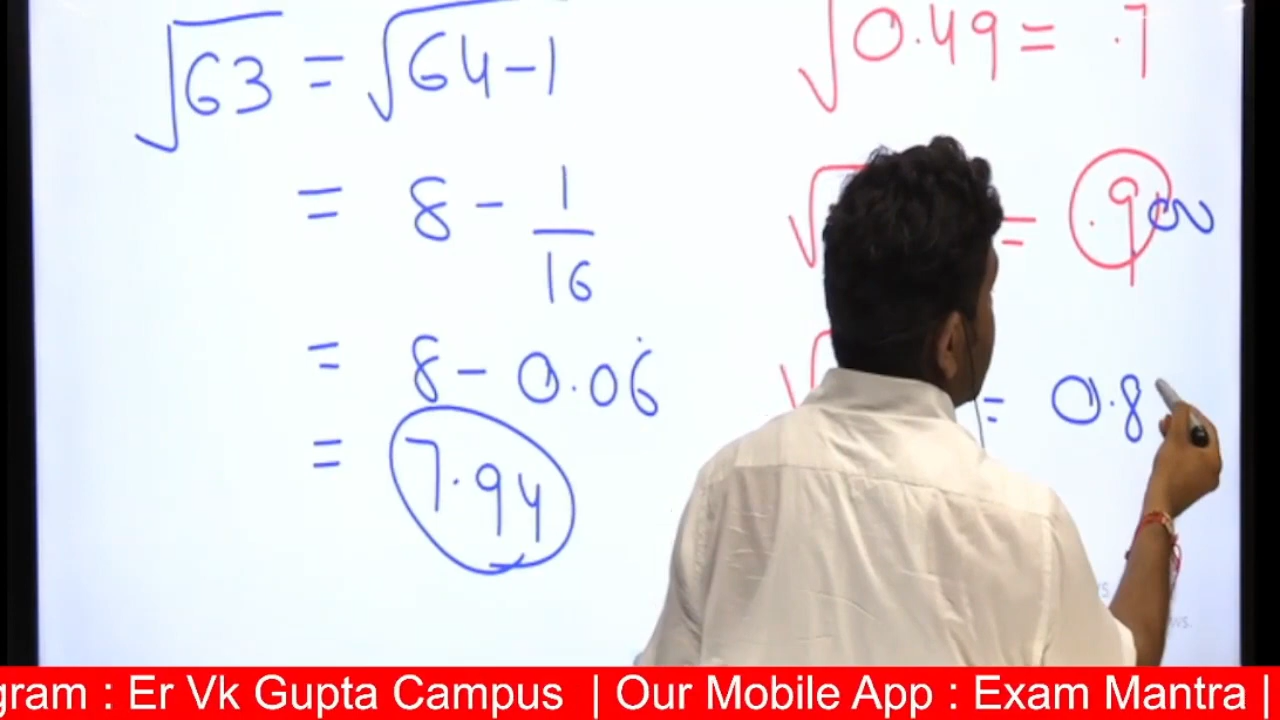 √63 = √64-1
= 8 - 1/16
= 8 - 0.06
= 7.94
√0.49 = .7
√ = .900
√ = 0.8
gram : Er Vk Gupta Campus | Our Mobile App : Exam Mantra |